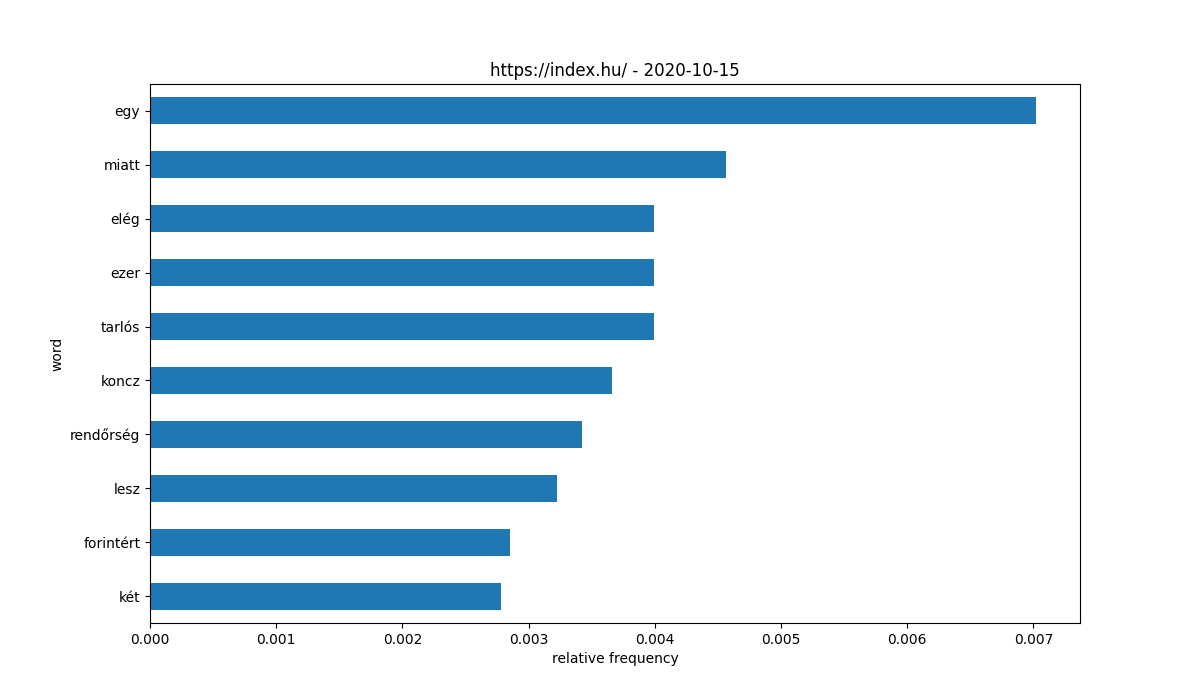 https://index.hu/ - 2020-10-15
egy
miatt
elég
ezer
tarlós
koncz
rendőrség
lesz
forintért
két
word
0.000 0.001 0.002 0.003 0.004 0.005 0.006 0.007
relative frequency